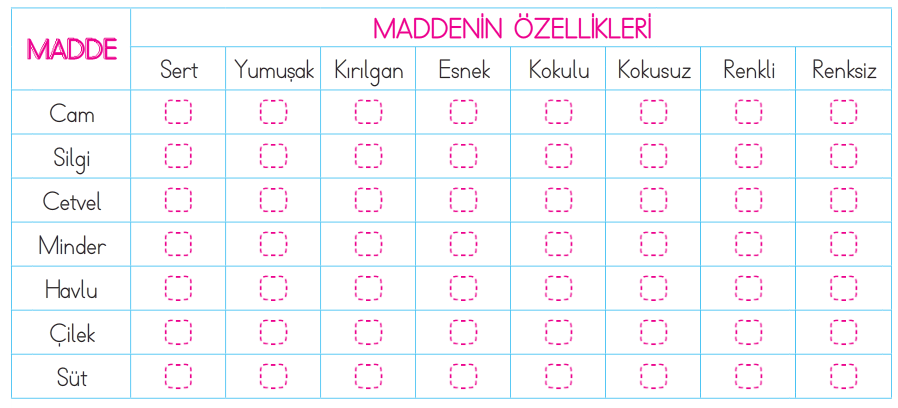 MADDENİN ÖZELLİKLERİ
MADDE
Sert Yumuşak Kırılgan Esnek Kokulu Kokusuz Renkli Renksiz
Cam
Silgi
Cetvel
Minder
Havlu
Çilek
Süt